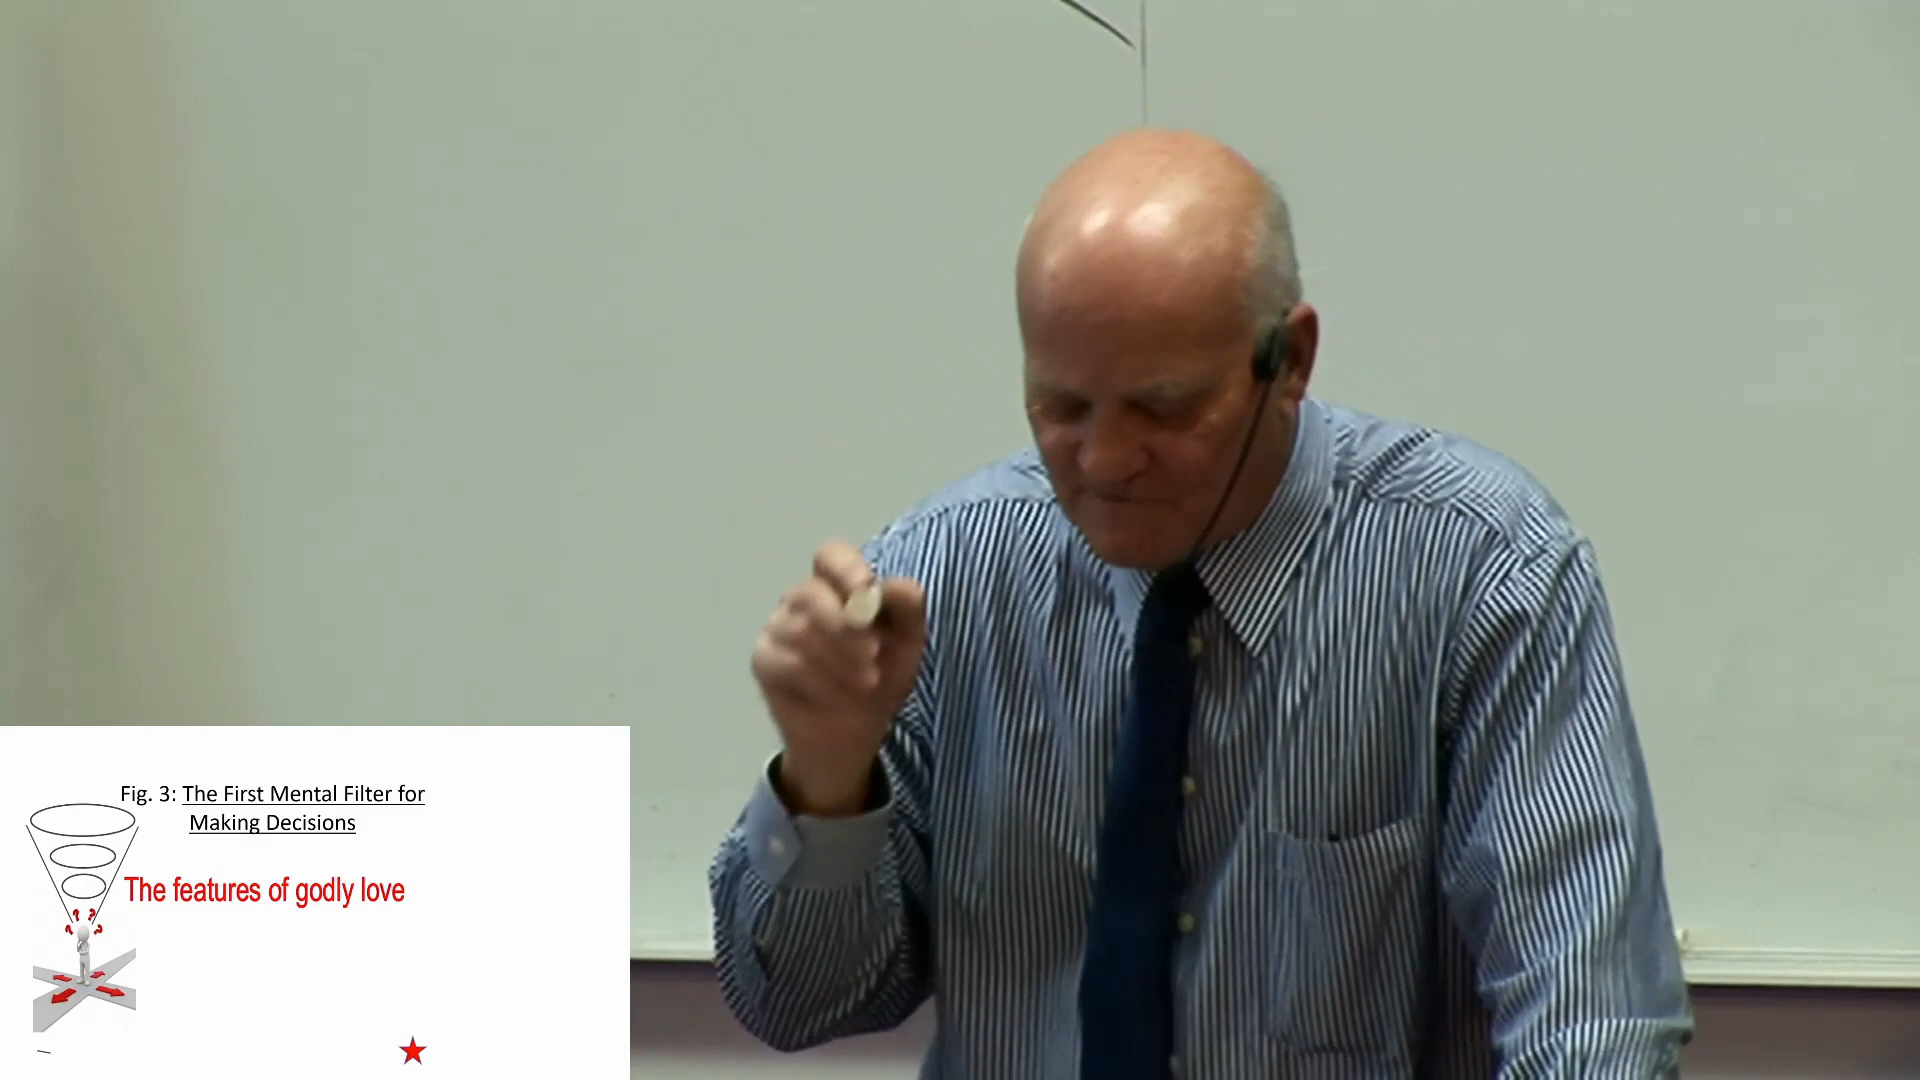 Fig. 3: The First Mental Filter for
Making Decisions
The features of godly love